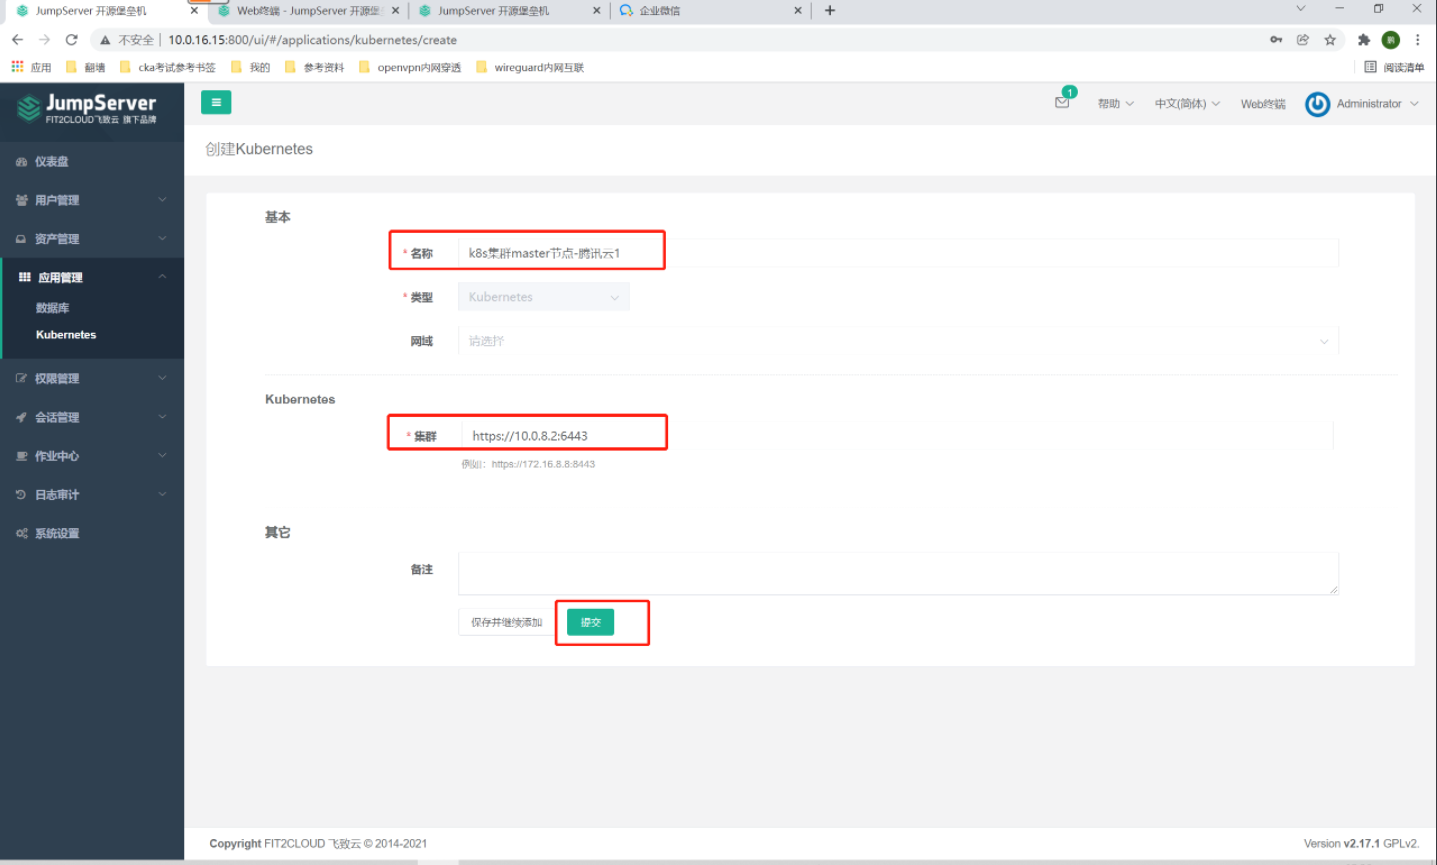 JumpServer 开源堡垒机
Web终端 - JumpServer 开源堡
JumpServer 开源堡垒机
企业微信
不安全 | 10.0.16.15:800/ui/#/applications/kubernetes/create
应用
翻墙
cka考试参考书签
我的
参考资料
openvpn内网穿透
wireguard内网互联
阅读清单
JumpServer
FIT2CLOUD飞致云 旗下品牌
1
帮助
中文(简体)
Web终端
Administrator
创建Kubernetes
仪表盘
用户管理
资产管理
应用管理
数据库
Kubernetes
权限管理
会话管理
作业中心
日志审计
系统设置
基本
* 名称
k8s集群master节点-腾讯云1
* 类型
Kubernetes
网域
请选择
Kubernetes
* 集群
https://10.0.8.2:6443
例如：https://172.16.8.8:8443
其它
备注
保存并继续添加
提交
Copyright FIT2CLOUD 飞致云 © 2014-2021
Version v2.17.1 GPLv2.